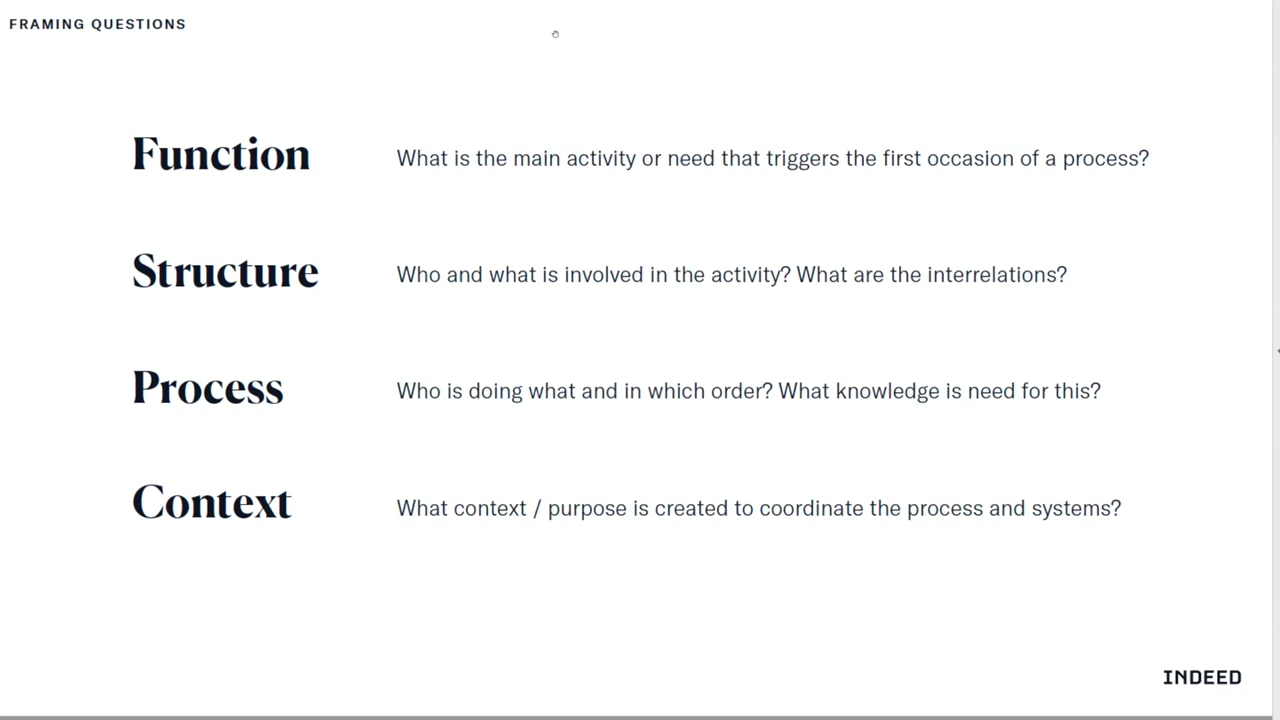 FRAMING QUESTIONS
Function
What is the main activity or need that triggers the first occasion of a process?
Structure
Who and what is involved in the activity? What are the interrelations?
Process
Who is doing what and in which order? What knowledge is need for this?
Context
What context / purpose is created to coordinate the process and systems?
INDEED